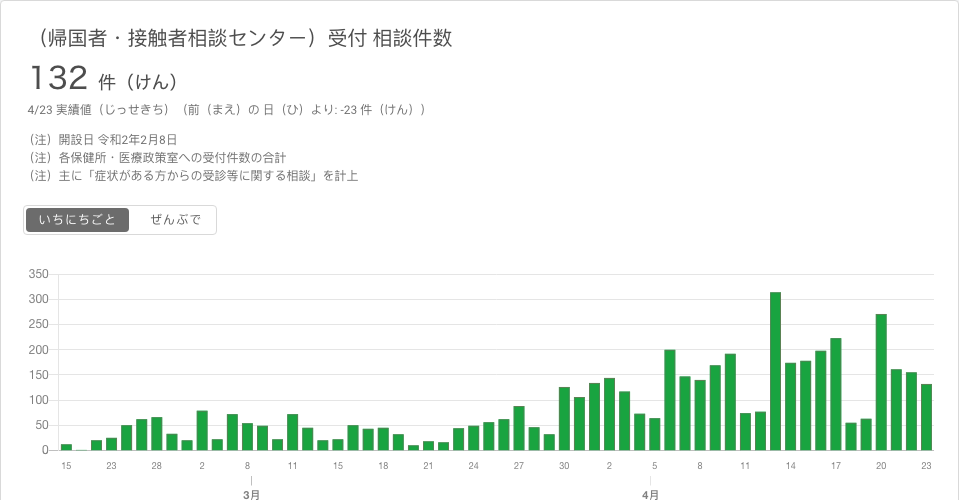 （帰国者・接触者相談センター）受付 相談件数
132 件（けん）
4/23 実績値（じっせきち）（前（まえ）の 日（ひ）より: -23 件（けん））
（注）開設日 令和2年2月8日
（注）各保健所・医療政策室への受付件数の合計
（注）主に「症状がある方からの受診等に関する相談」を計上
いちにちごと ぜんぶで
350
300
250
200
150
100
50
0
15 23 28 2 8 11 15 18 21 24 27 30 2 5 8 11 14 17 20 23
3月 4月